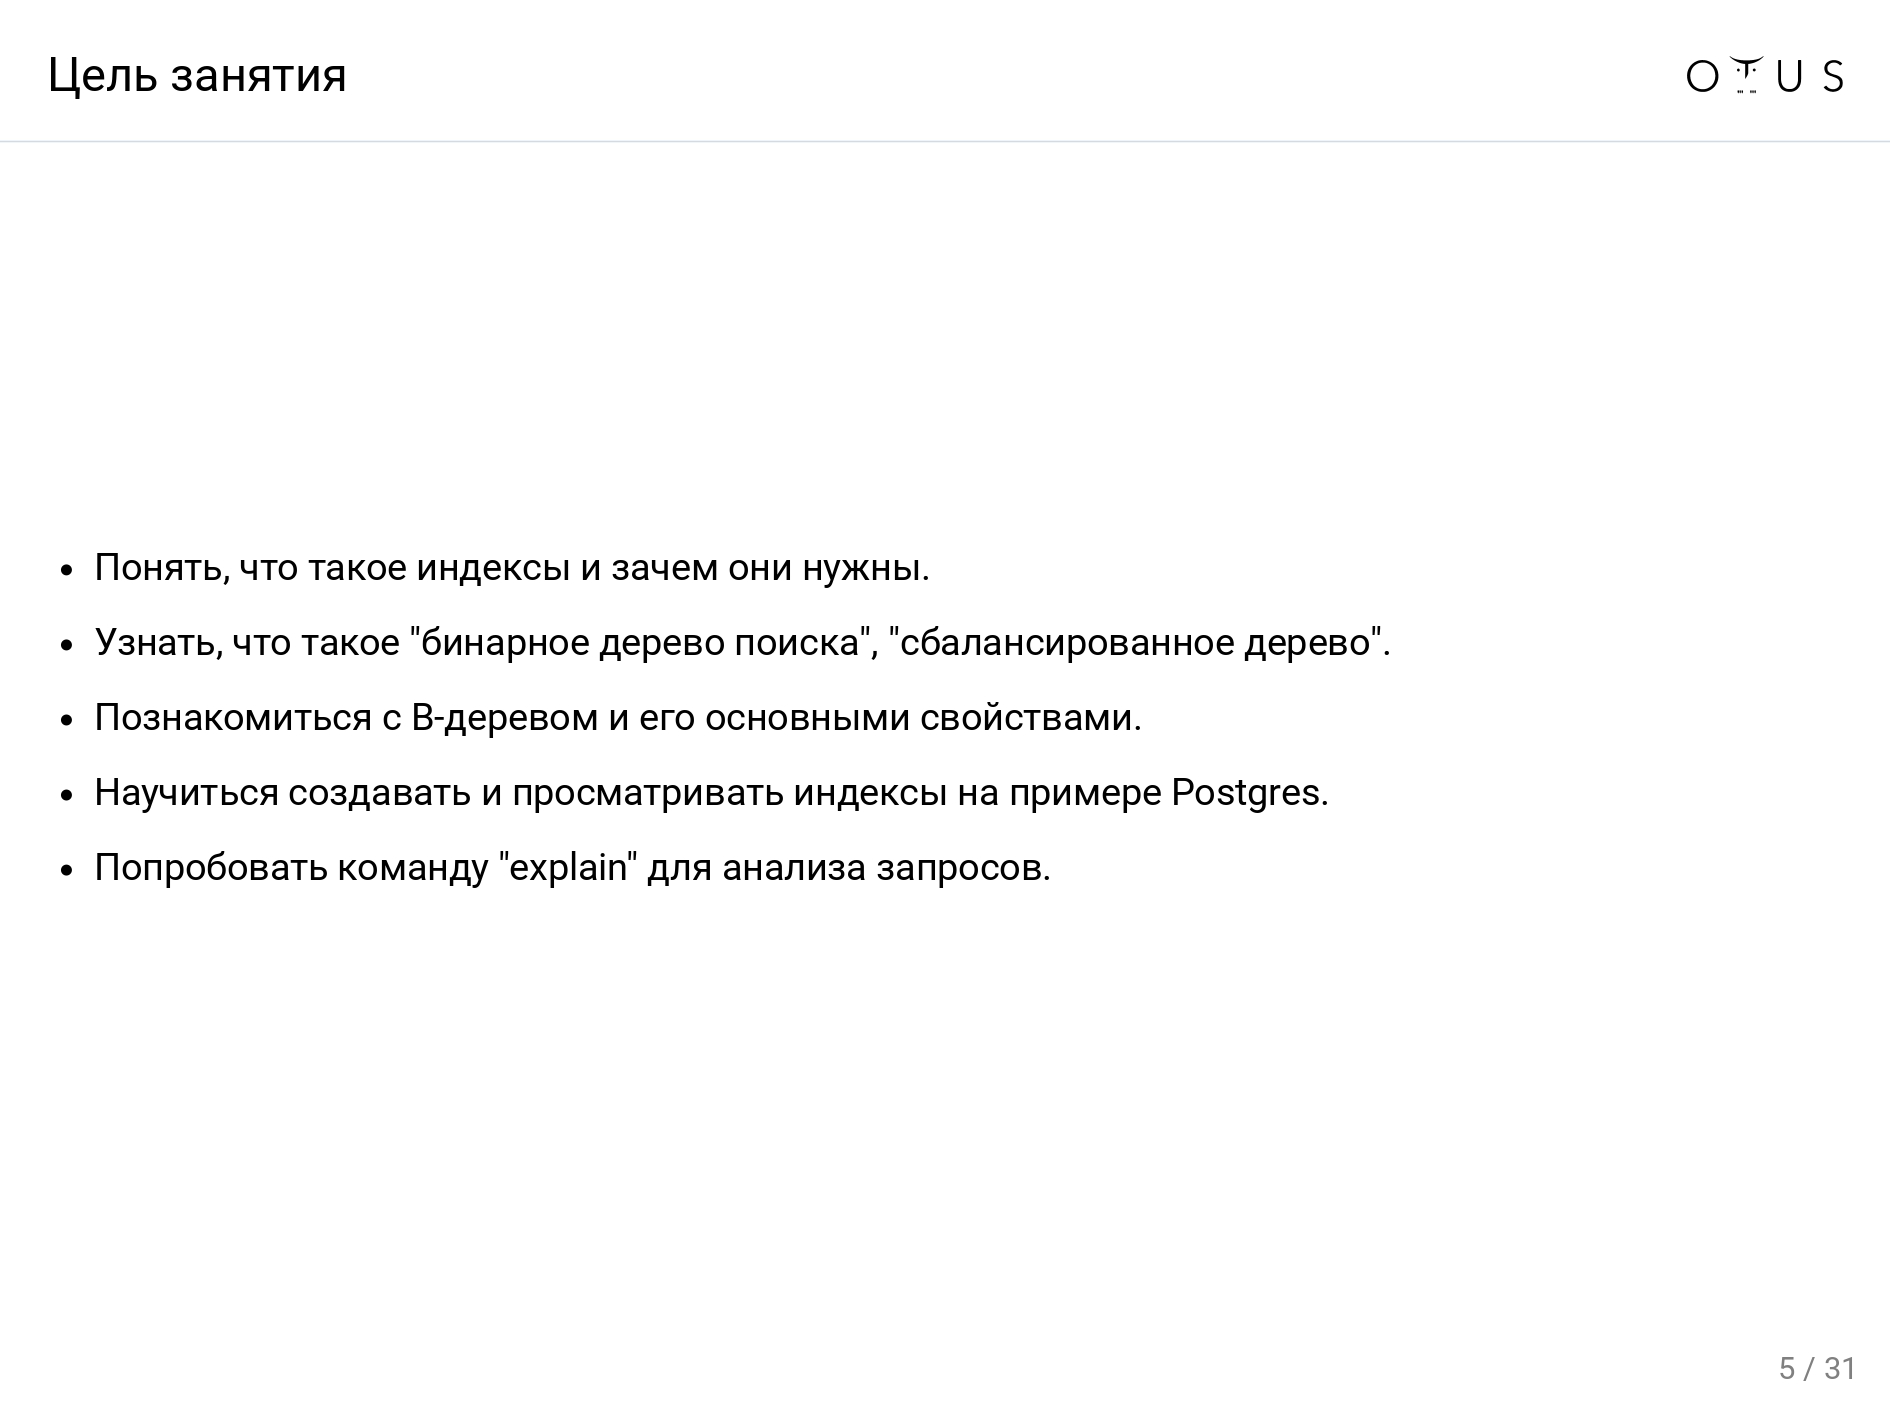 Цель занятия
OTUS
Понять, что такое индексы и зачем они нужны.
Узнать, что такое "бинарное дерево поиска", "сбалансированное дерево".
Познакомиться с B-деревом и его основными свойствами.
Научиться создавать и просматривать индексы на примере Postgres.
Попробовать команду "explain" для анализа запросов.
5 / 31